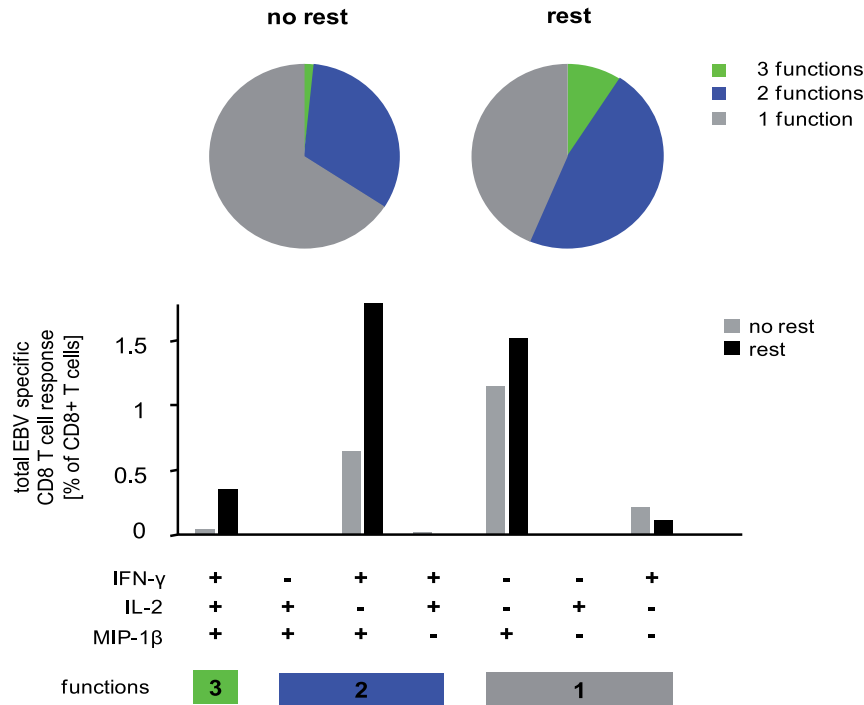 no rest
rest
3 functions
2 functions
1 function
total EBV specific
CD8 T cell response
[% of CD8+ T cells]
1.5
1
0.5
0
no rest
rest
IFN-γ + - + + - - +
IL-2 + + - + - + -
MIP-1β + + + - + - -
functions 3 2 1